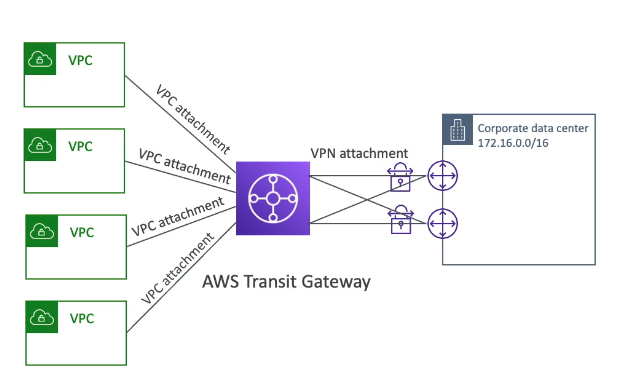 VPC
VPC attachment
VPC
VPC attachment
VPC
VPC attachment
VPC
VPC attachment
VPN attachment
Corporate data center
172.16.0.0/16
AWS Transit Gateway